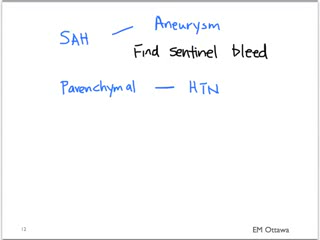 SAH — Aneurysm
Find sentinel bleed
Parenchymal — HTN
12
EM Ottawa